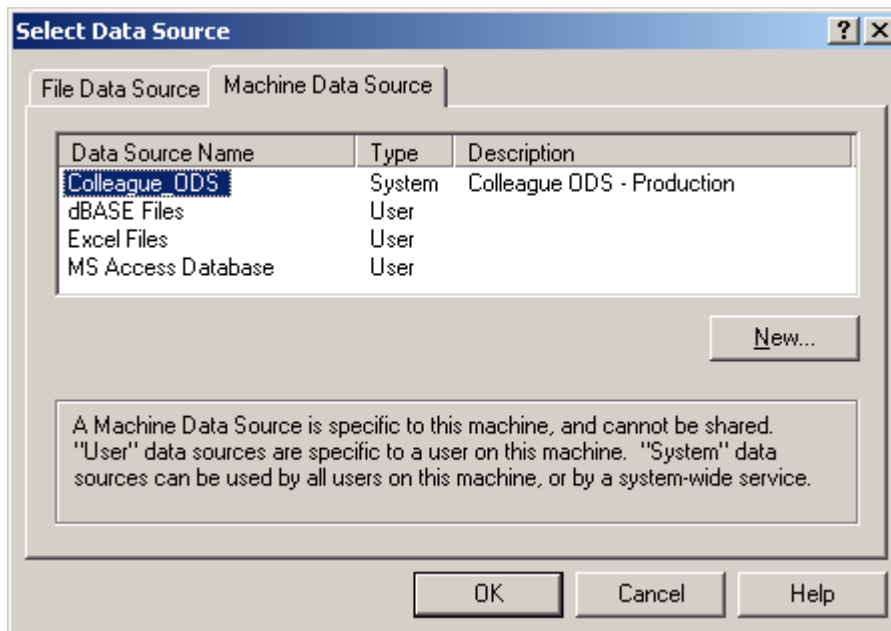 Select Data Source
File Data Source Machine Data Source
Data Source Name Type Description
Colleague_ODS System Colleague ODS - Production
dBASE Files User
Excel Files User
MS Access Database User
New...
A Machine Data Source is specific to this machine, and cannot be shared.
"User" data sources are specific to a user on this machine. "System" data
sources can be used by all users on this machine, or by a system-wide service.
OK Cancel Help